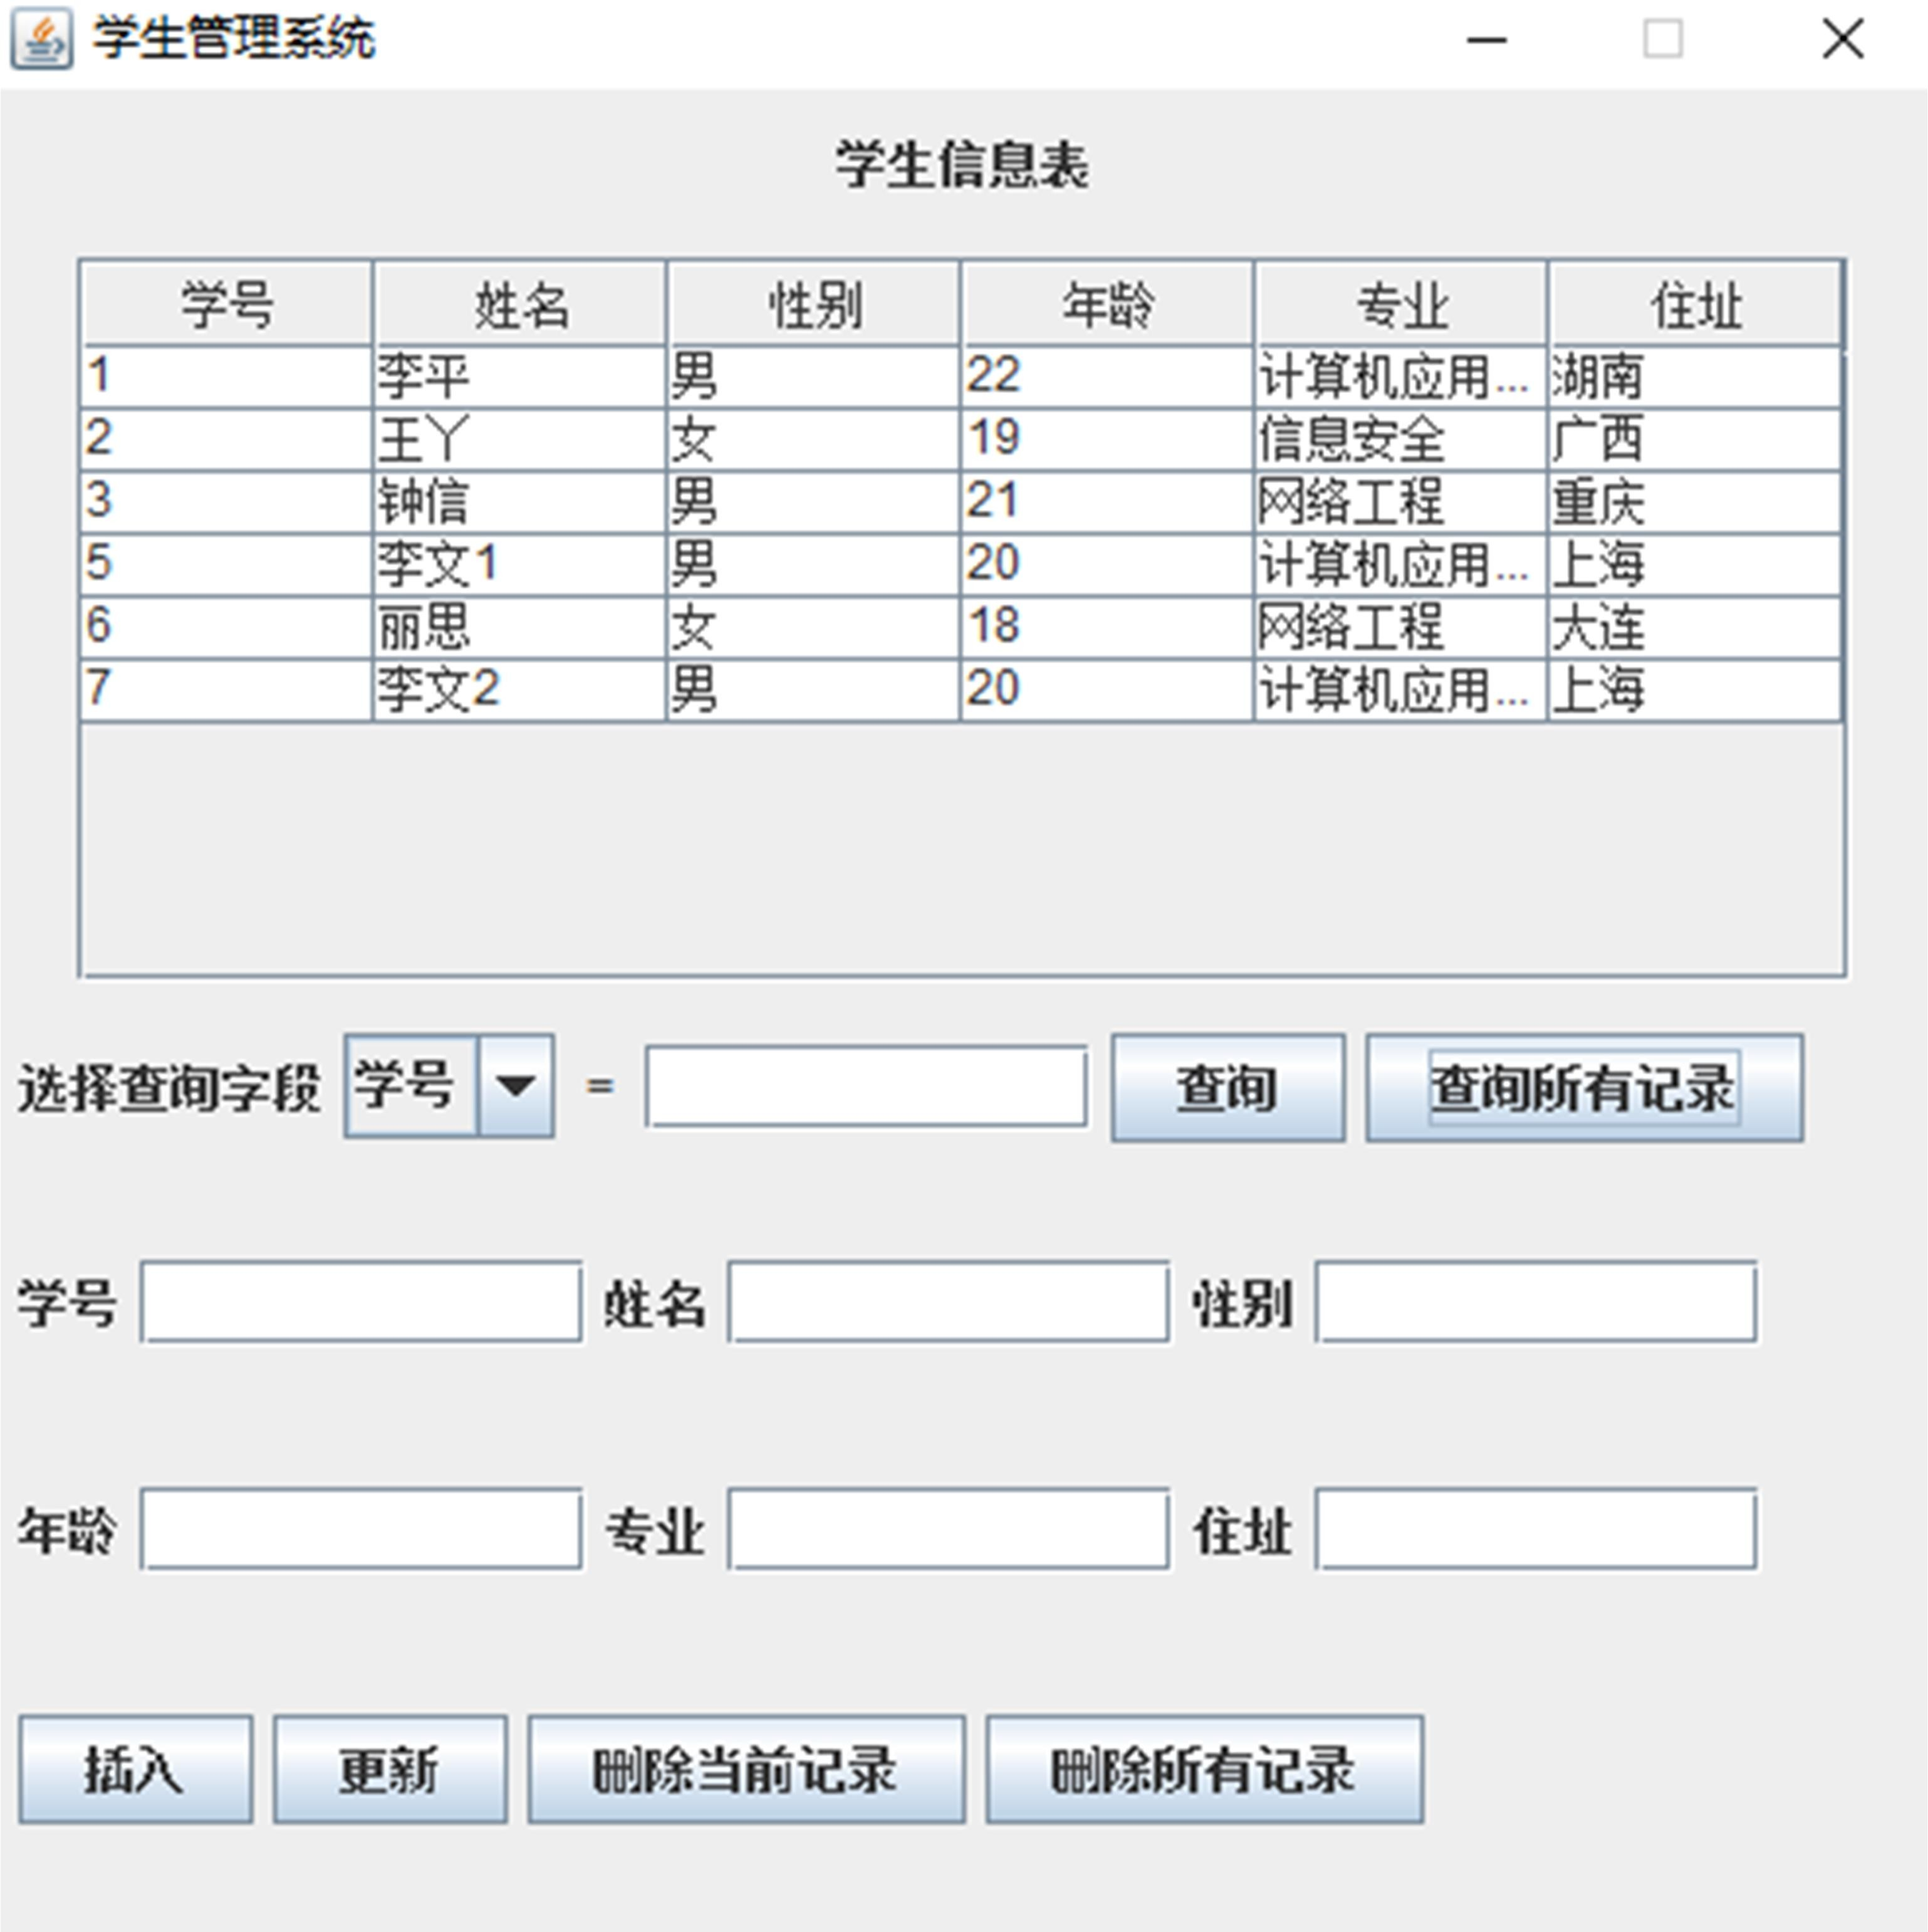 学生管理系统
学生信息表
学号 姓名 性别 年龄 专业 住址
1 李平 男 22 计算机应用... 湖南
2 王丫 女 19 信息安全 广西
3 钟信 男 21 网络工程 重庆
5 李文1 男 20 计算机应用... 上海
6 丽思 女 18 网络工程 大连
7 李文2 男 20 计算机应用... 上海
选择查询字段 学号 = 查询 查询所有记录
学号 姓名 性别
年龄 专业 住址
插入 更新 删除当前记录 删除所有记录